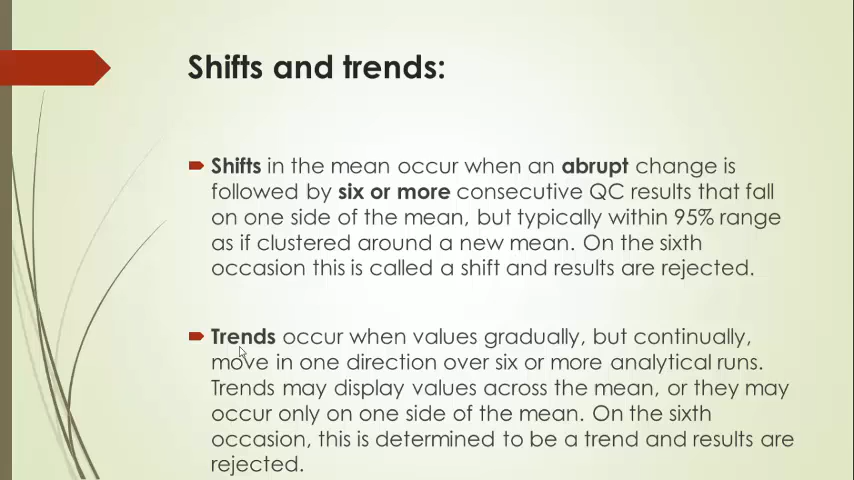 Shifts and trends:
Shifts in the mean occur when an abrupt change is
followed by six or more consecutive QC results that fall
on one side of the mean, but typically within 95% range
as if clustered around a new mean. On the sixth
occasion this is called a shift and results are rejected.
Trends occur when values gradually, but continually,
move in one direction over six or more analytical runs.
Trends may display values across the mean, or they may
occur only on one side of the mean. On the sixth
occasion, this is determined to be a trend and results are
rejected.